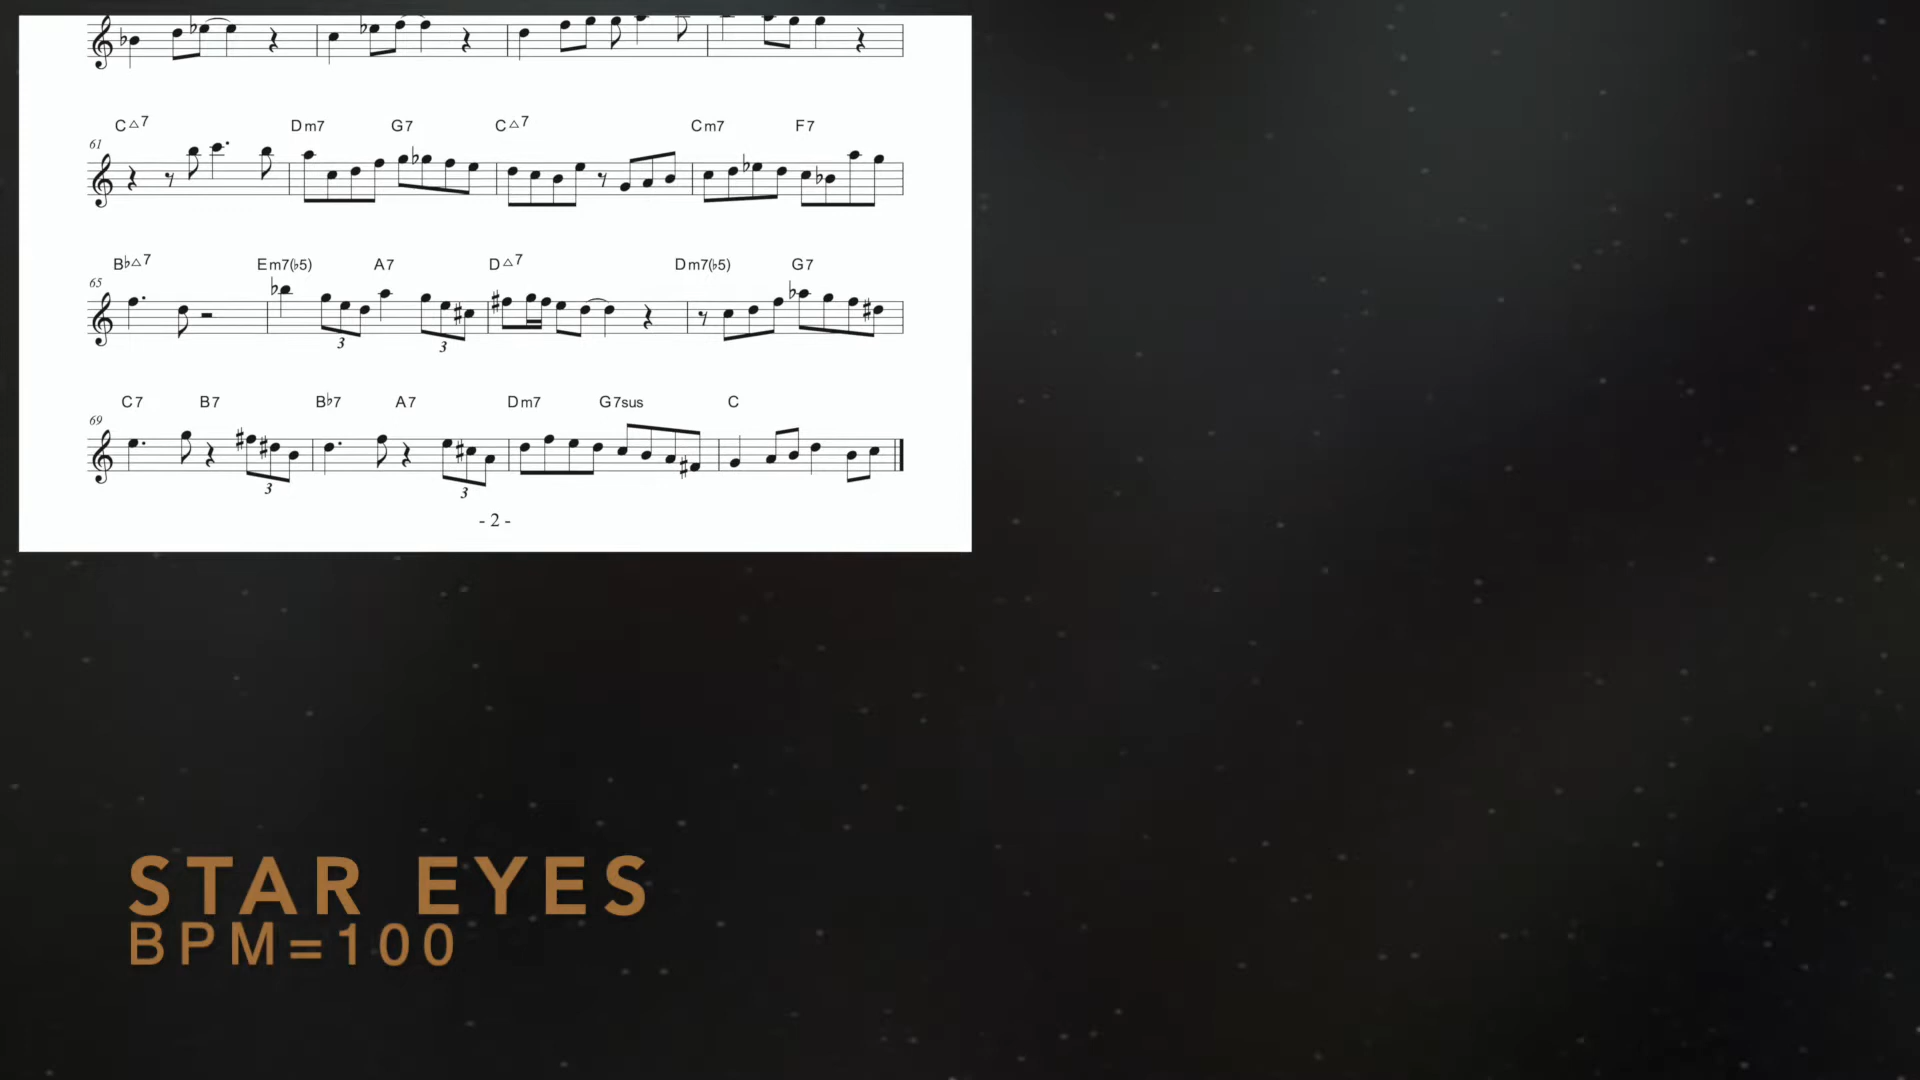 C△7 Dm7 G7 C△7 Cm7 F7
61
B♭△7 Em7(♭5) A7 D△7 Dm7(♭5) G7
65
3 3
C7 B7 B♭7 A7 Dm7 G7sus C
69
3 3
- 2 -
STAR EYES
BPM=100